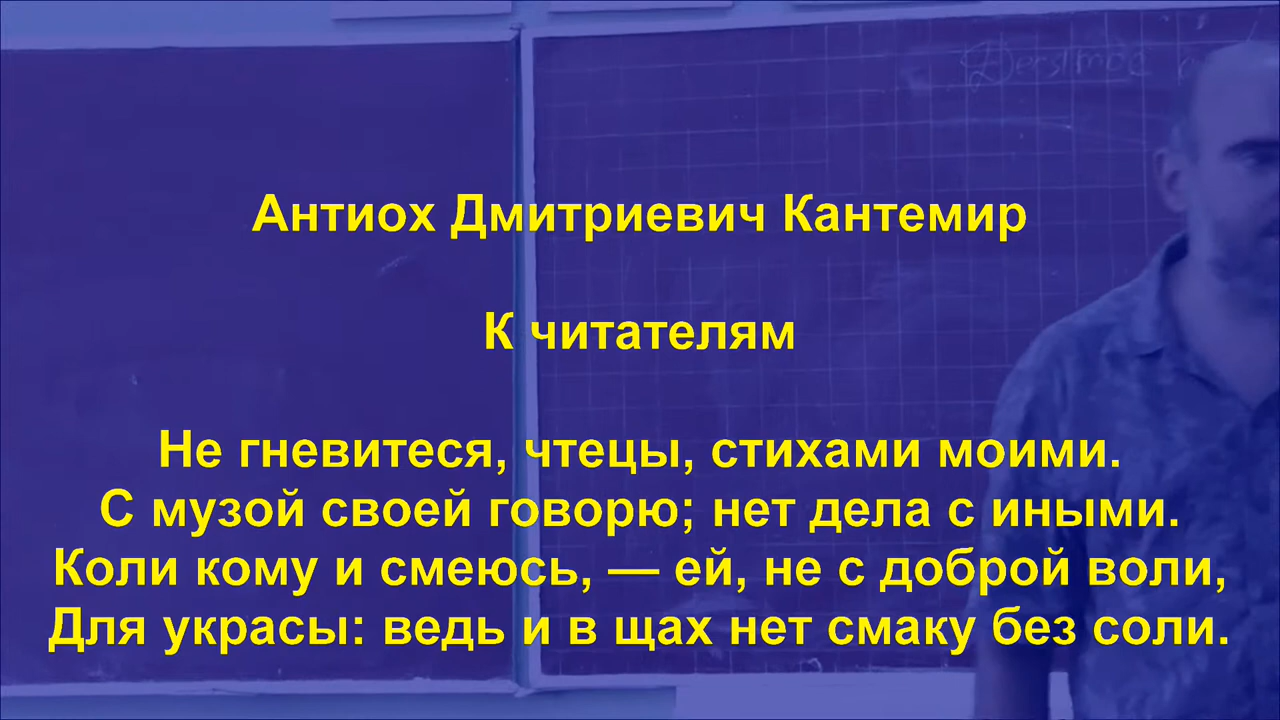 Антиох Дмитриевич Кантемир
К читателям
Не гневитеся, чтецы, стихами моими.
С музой своей говорю; нет дела с иными.
Коли кому и смеюсь, — ей, не с доброй воли,
Для украсы: ведь и в щах нет смаку без соли.